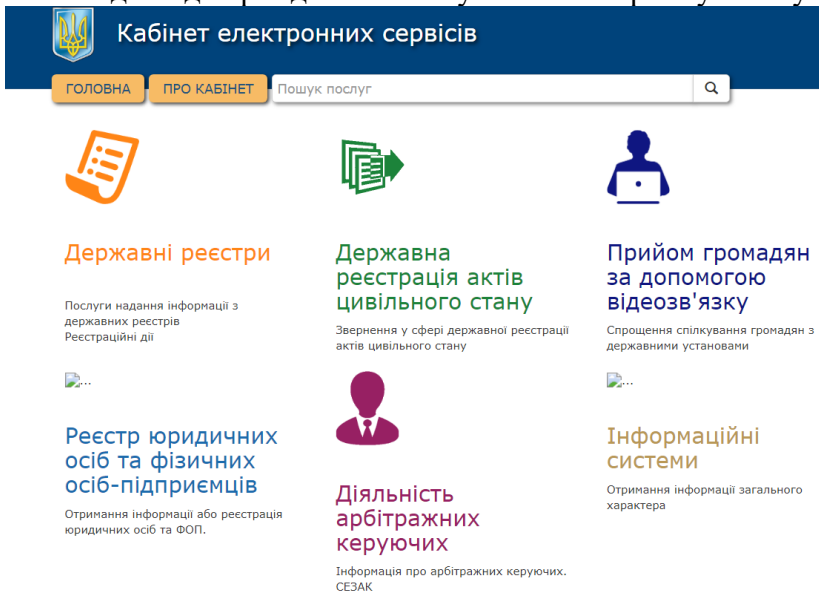 Кабінет електронних сервісів
ГОЛОВНА
ПРО КАБІНЕТ
Пошук послуг
Державні реєстри
Послуги надання інформації з
державних реєстрів
Реєстраційні дії
Державна
реєстрація актів
цивільного стану
Звернення у сфері державної реєстрації
актів цивільного стану
Прийом громадян
за допомогою
відеозв'язку
Спрощення спілкування громадян з
державними установами
...
Реєстр юридичних
осіб та фізичних
осіб-підприємців
Отримання інформації або реєстрація
юридичних осіб та ФОП.
Діяльність
арбітражних
керуючих
Інформація про арбітражних керуючих.
СЕЗАК
...
Інформаційні
системи
Отримання інформації загального
характера